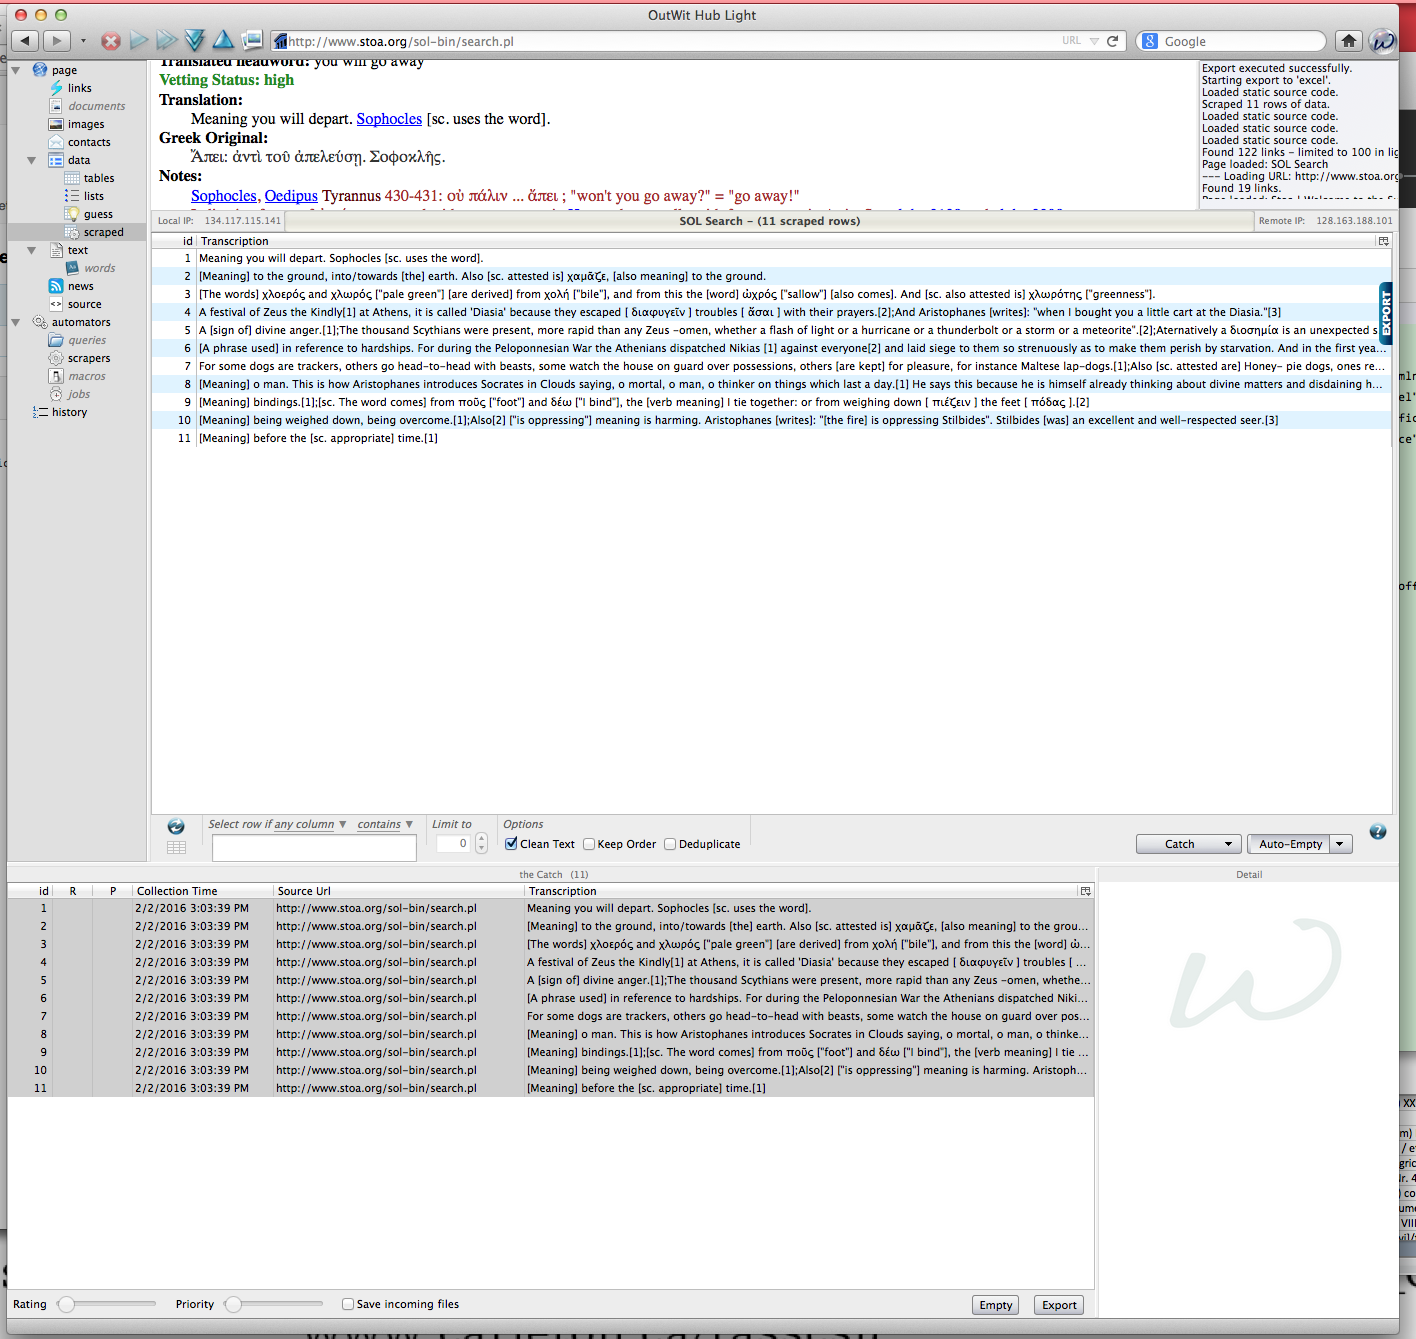 OutWit Hub Light
http://www.stoa.org/sol-bin/search.pl URL Google
page
links
documents
images
contacts
data
tables
lists
guess
scraped
text
words
news
source
automators
queries
scrapers
macros
jobs
history
Translated headword: you will go away
Vetting Status: high
Translation:
Meaning you will depart. Sophocles [sc. uses the word].
Greek Original:
Ἄπει: ἀντὶ τοῦ ἀπελεύσῃ. Σοφοκλῆς.
Notes:
Sophocles, Oedipus Tyrannus 430-431: οὐ πάλιν ... ἄπει ; "won't you go away?" = "go away!"
Export executed successfully.
Starting export to 'excel'.
Loaded static source code.
Scraped 11 rows of data.
Loaded static source code.
Loaded static source code.
Loaded static source code.
Found 122 links - limited to 100 in lig
Page loaded: SOL Search
--- Loading URL: http://www.stoa.org
Found 19 links.
Local IP: 134.117.115.141 SOL Search - (11 scraped rows) Remote IP: 128.163.188.101
id Transcription
1 Meaning you will depart. Sophocles [sc. uses the word].
2 [Meaning] to the ground, into/towards [the] earth. Also [sc. attested is] χαμᾶζε, [also meaning] to the ground.
3 [The words] χλοερός and χλωρός ["pale green"] [are derived] from χολή ["bile"], and from this the [word] ὠχρός ["sallow"] [also comes]. And [sc. also attested is] χλωρότης ["greenness"].
4 A festival of Zeus the Kindly[1] at Athens, it is called 'Diasia' because they escaped [ διαφυγεῖν ] troubles [ ἄσαι ] with their prayers.[2];And Aristophanes [writes]: "when I bought you a little cart at the Diasia."[3]
5 A [sign of] divine anger.[1];The thousand Scythians were present, more rapid than any Zeus -omen, whether a flash of light or a hurricane or a thunderbolt or a storm or a meteorite".[2];Aternatively a διοσημία is an unexpected s
6 [A phrase used] in reference to hardships. For during the Peloponnesian War the Athenians dispatched Nikias [1] against everyone[2] and laid siege to them so strenuously as to make them perish by starvation. And in the first yea...
7 For some dogs are trackers, others go head-to-head with beasts, some watch the house on guard over possessions, others [are kept] for pleasure, for instance Maltese lap-dogs.[1];Also [sc. attested are] Honey- pie dogs, ones re...
8 [Meaning] o man. This is how Aristophanes introduces Socrates in Clouds saying, o mortal, o man, o thinker on things which last a day.[1] He says this because he is himself already thinking about divine matters and disdaining h...
9 [Meaning] bindings.[1];[sc. The word comes] from ποῦς ["foot"] and δέω ["I bind"], the [verb meaning] I tie together: or from weighing down [ πιέζειν ] the feet [ πόδας ].[2]
10 [Meaning] being weighed down, being overcome.[1];Also[2] ["is oppressing"] meaning is harming. Aristophanes [writes]: "[the fire] is oppressing Stilbides". Stilbides [was] an excellent and well-respected seer.[3]
11 [Meaning] before the [sc. appropriate] time.[1]
EXPORT
Select row if any column contains Limit to Options
0 Clean Text Keep Order Deduplicate Catch Auto-Empty
the Catch (11) Detail
id R P Collection Time Source Url Transcription
1 2/2/2016 3:03:39 PM http://www.stoa.org/sol-bin/search.pl Meaning you will depart. Sophocles [sc. uses the word].
2 2/2/2016 3:03:39 PM http://www.stoa.org/sol-bin/search.pl [Meaning] to the ground, into/towards [the] earth. Also [sc. attested is] χαμᾶζε, [also meaning] to the grou...
3 2/2/2016 3:03:39 PM http://www.stoa.org/sol-bin/search.pl [The words] χλοερός and χλωρός ["pale green"] [are derived] from χολή ["bile"], and from this the [word] ὠ...
4 2/2/2016 3:03:39 PM http://www.stoa.org/sol-bin/search.pl A festival of Zeus the Kindly[1] at Athens, it is called 'Diasia' because they escaped [ διαφυγεῖν ] troubles [ ...
5 2/2/2016 3:03:39 PM http://www.stoa.org/sol-bin/search.pl A [sign of] divine anger.[1];The thousand Scythians were present, more rapid than any Zeus -omen, whethe...
6 2/2/2016 3:03:39 PM http://www.stoa.org/sol-bin/search.pl [A phrase used] in reference to hardships. For during the Peloponnesian War the Athenians dispatched Niki...
7 2/2/2016 3:03:39 PM http://www.stoa.org/sol-bin/search.pl For some dogs are trackers, others go head-to-head with beasts, some watch the house on guard over pos...
8 2/2/2016 3:03:39 PM http://www.stoa.org/sol-bin/search.pl [Meaning] o man. This is how Aristophanes introduces Socrates in Clouds saying, o mortal, o man, o thinke...
9 2/2/2016 3:03:39 PM http://www.stoa.org/sol-bin/search.pl [Meaning] bindings.[1];[sc. The word comes] from ποῦς ["foot"] and δέω ["I bind"], the [verb meaning] I tie ...
10 2/2/2016 3:03:39 PM http://www.stoa.org/sol-bin/search.pl [Meaning] being weighed down, being overcome.[1];Also[2] ["is oppressing"] meaning is harming. Aristoph...
11 2/2/2016 3:03:39 PM http://www.stoa.org/sol-bin/search.pl [Meaning] before the [sc. appropriate] time.[1]
Rating Priority Save incoming files Empty Export